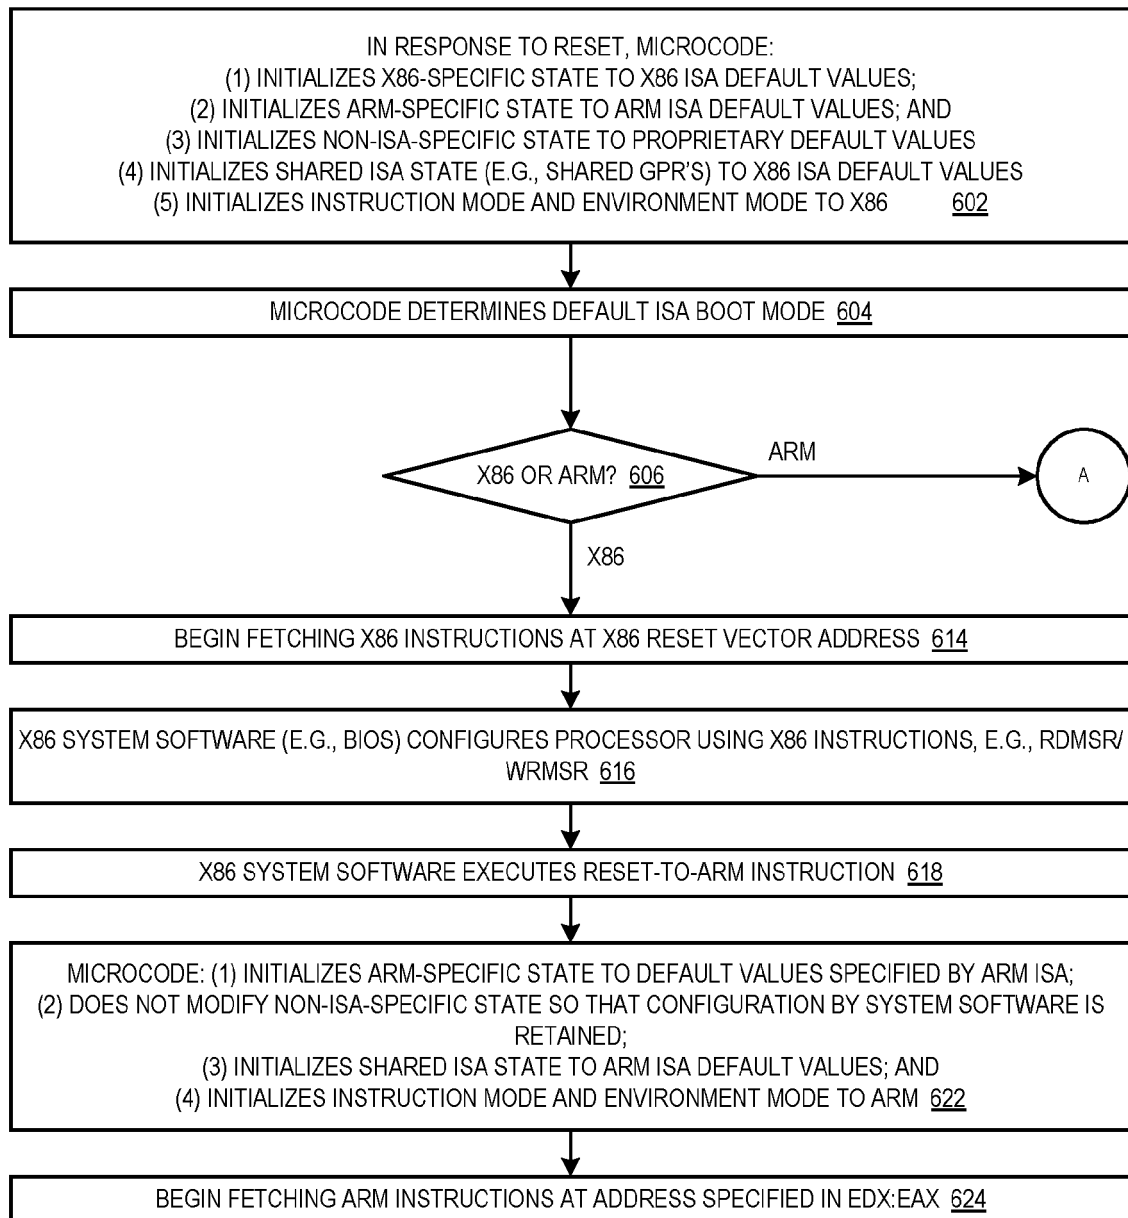 IN RESPONSE TO RESET, MICROCODE:
(1) INITIALIZES X86-SPECIFIC STATE TO X86 ISA DEFAULT VALUES;
(2) INITIALIZES ARM-SPECIFIC STATE TO ARM ISA DEFAULT VALUES; AND
(3) INITIALIZES NON-ISA-SPECIFIC STATE TO PROPRIETARY DEFAULT VALUES
(4) INITIALIZES SHARED ISA STATE (E.G., SHARED GPR'S) TO X86 ISA DEFAULT VALUES
(5) INITIALIZES INSTRUCTION MODE AND ENVIRONMENT MODE TO X86 602
MICROCODE DETERMINES DEFAULT ISA BOOT MODE 604
X86 OR ARM? 606
ARM
A
X86
BEGIN FETCHING X86 INSTRUCTIONS AT X86 RESET VECTOR ADDRESS 614
X86 SYSTEM SOFTWARE (E.G., BIOS) CONFIGURES PROCESSOR USING X86 INSTRUCTIONS, E.G., RDMSR/
WRMSR 616
X86 SYSTEM SOFTWARE EXECUTES RESET-TO-ARM INSTRUCTION 618
MICROCODE: (1) INITIALIZES ARM-SPECIFIC STATE TO DEFAULT VALUES SPECIFIED BY ARM ISA;
(2) DOES NOT MODIFY NON-ISA-SPECIFIC STATE SO THAT CONFIGURATION BY SYSTEM SOFTWARE IS
RETAINED;
(3) INITIALIZES SHARED ISA STATE TO ARM ISA DEFAULT VALUES; AND
(4) INITIALIZES INSTRUCTION MODE AND ENVIRONMENT MODE TO ARM 622
BEGIN FETCHING ARM INSTRUCTIONS AT ADDRESS SPECIFIED IN EDX:EAX 624